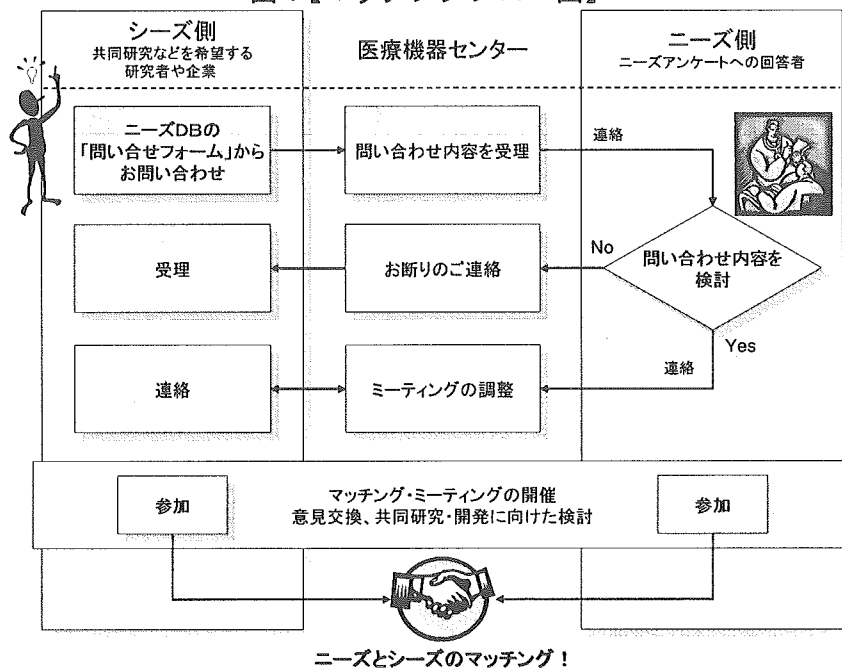 シーズ側
共同研究などを希望する
研究者や企業
医療機器センター
ニーズ側
ニーズアンケートへの回答者
ニーズDBの
「問い合せフォーム」から
お問い合わせ
問い合わせ内容を受理
連絡
受理
お断りのご連絡
No
問い合わせ内容を
検討
Yes
連絡
連絡
ミーティングの調整
参加
マッチング・ミーティングの開催
意見交換、共同研究・開発に向けた検討
参加
ニーズとシーズのマッチング!